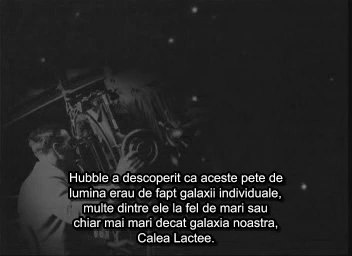 Hubble a descoperit ca aceste pete de
lumina erau de fapt galaxii individuale,
multe dintre ele la fel de mari sau
chiar mai mari decat galaxia noastra,
Calea Lactee.